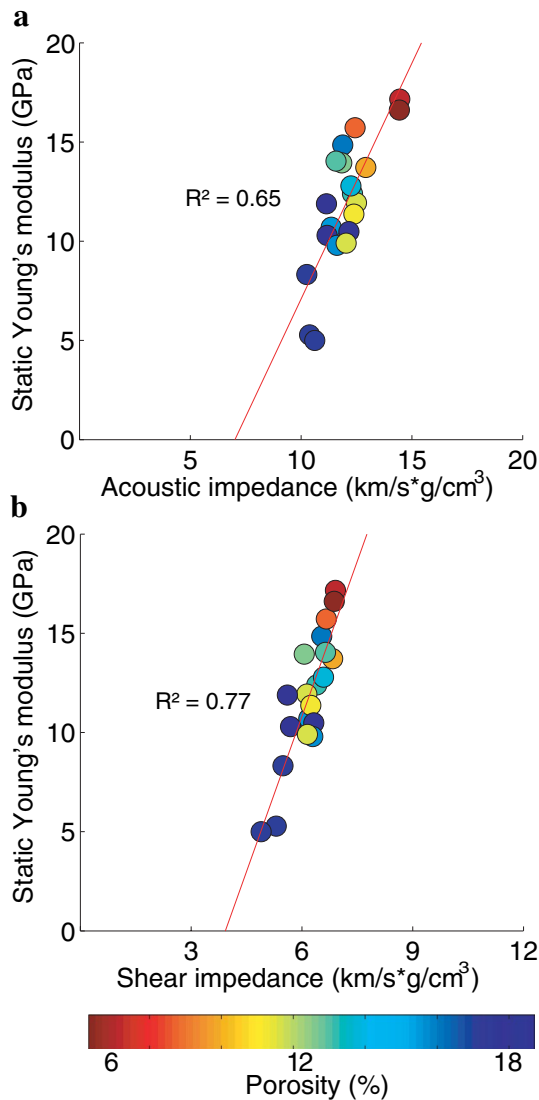 a
20
15
10
5
0
Static Young's modulus (GPa)
R² = 0.65
5 10 15 20
Acoustic impedance (km/s*g/cm³)
b
20
15
10
5
0
Static Young's modulus (GPa)
R² = 0.77
3 6 9 12
Shear impedance (km/s*g/cm³)
6 12 18
Porosity (%)